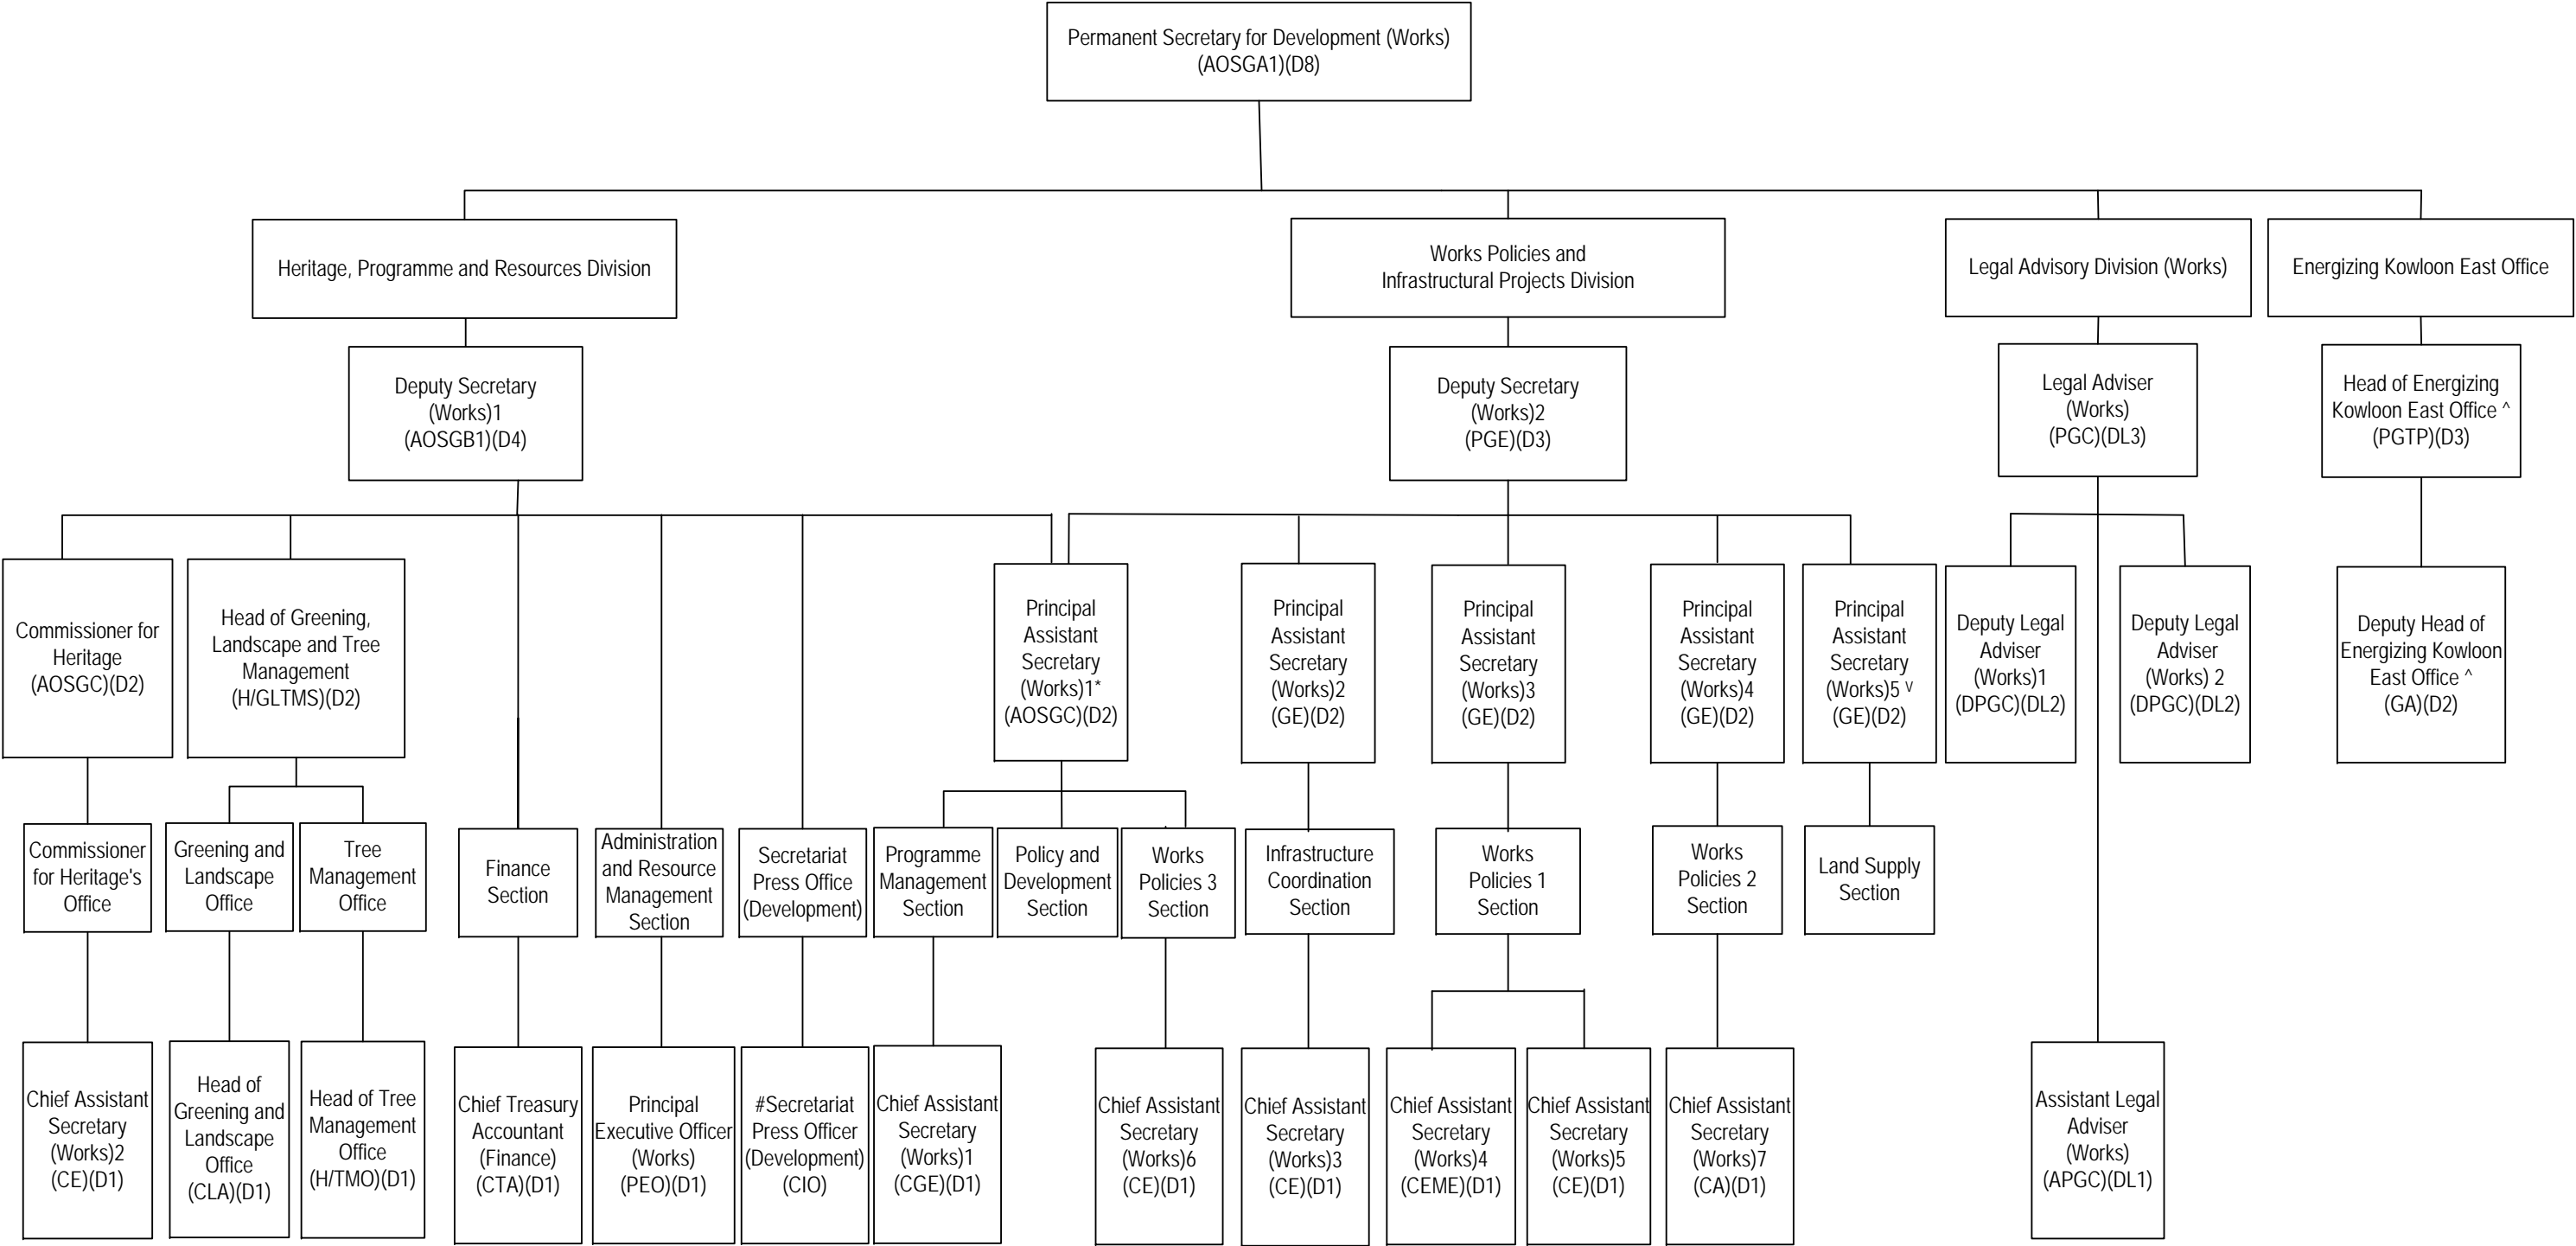 Permanent Secretary for Development (Works)
(AOSGA1)(D8)
Heritage, Programme and Resources Division
Works Policies and
Infrastructural Projects Division
Legal Advisory Division (Works)
Energizing Kowloon East Office
Deputy Secretary
(Works)1
(AOSGB1)(D4)
Deputy Secretary
(Works)2
(PGE)(D3)
Legal Adviser
(Works)
(PGC)(DL3)
Head of Energizing
Kowloon East Office ^
(PGTP)(D3)
Commissioner for
Heritage
(AOSGC)(D2)
Head of Greening,
Landscape and Tree
Management
(H/GLTMS)(D2)
Principal
Assistant
Secretary
(Works)1*
(AOSGC)(D2)
Principal
Assistant
Secretary
(Works)2
(GE)(D2)
Principal
Assistant
Secretary
(Works)3
(GE)(D2)
Principal
Assistant
Secretary
(Works)4
(GE)(D2)
Principal
Assistant
Secretary
(Works)5 v
(GE)(D2)
Deputy Legal
Adviser
(Works)1
(DPGC)(DL2)
Deputy Legal
Adviser
(Works) 2
(DPGC)(DL2)
Deputy Head of
Energizing Kowloon
East Office ^
(GA)(D2)
Commissioner
for Heritage's
Office
Greening and
Landscape
Office
Tree
Management
Office
Finance
Section
Administration
and Resource
Management
Section
Secretariat
Press Office
(Development)
Programme
Management
Section
Policy and
Development
Section
Works
Policies 3
Section
Infrastructure
Coordination
Section
Works
Policies 1
Section
Works
Policies 2
Section
Land Supply
Section
Chief Assistant
Secretary
(Works)2
(CE)(D1)
Head of
Greening and
Landscape
Office
(CLA)(D1)
Head of Tree
Management
Office
(H/TMO)(D1)
Chief Treasury
Accountant
(Finance)
(CTA)(D1)
Principal
Executive Officer
(Works)
(PEO)(D1)
#Secretariat
Press Officer
(Development)
(CIO)
Chief Assistant
Secretary
(Works)1
(CGE)(D1)
Chief Assistant
Secretary
(Works)6
(CE)(D1)
Chief Assistant
Secretary
(Works)3
(CE)(D1)
Chief Assistant
Secretary
(Works)4
(CEME)(D1)
Chief Assistant
Secretary
(Works)5
(CE)(D1)
Chief Assistant
Secretary
(Works)7
(CA)(D1)
Assistant Legal
Adviser
(Works)
(APGC)(DL1)